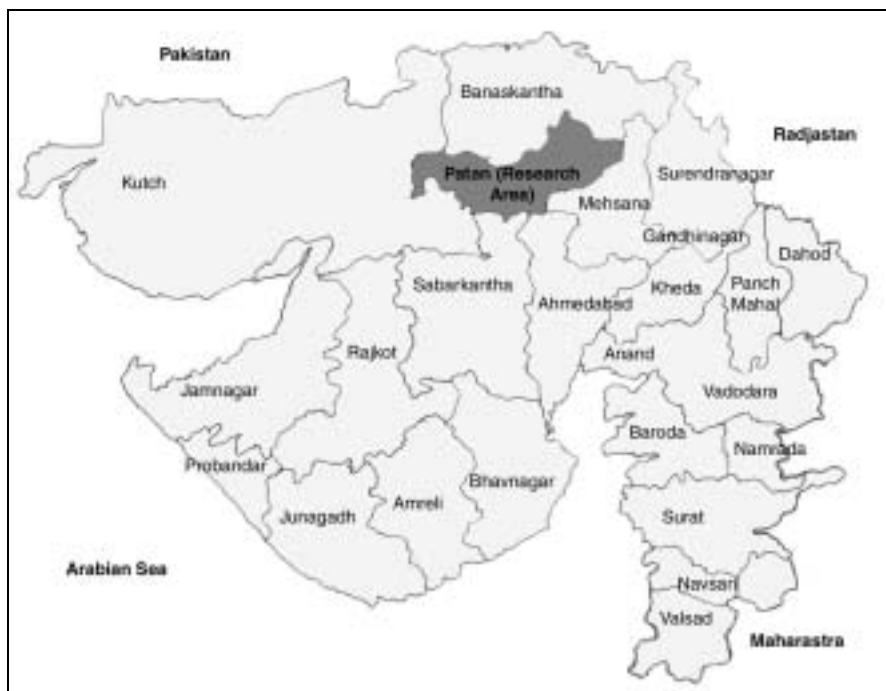 Pakistan
Banaskantha
Radjastan
Kutch
Patan (Research
Area)
Surendranagar
Mehsana
Gandhinagar
Dahod
Sabarkantha
Ahmedabad
Kheda
Panch
Mahal
Rajkot
Anand
Jamnagar
Vadodara
Baroda
Namrada
Probandar
Bhavnagar
Amreli
Junagadh
Surat
Arabian Sea
Navsari
Valsad
Maharastra